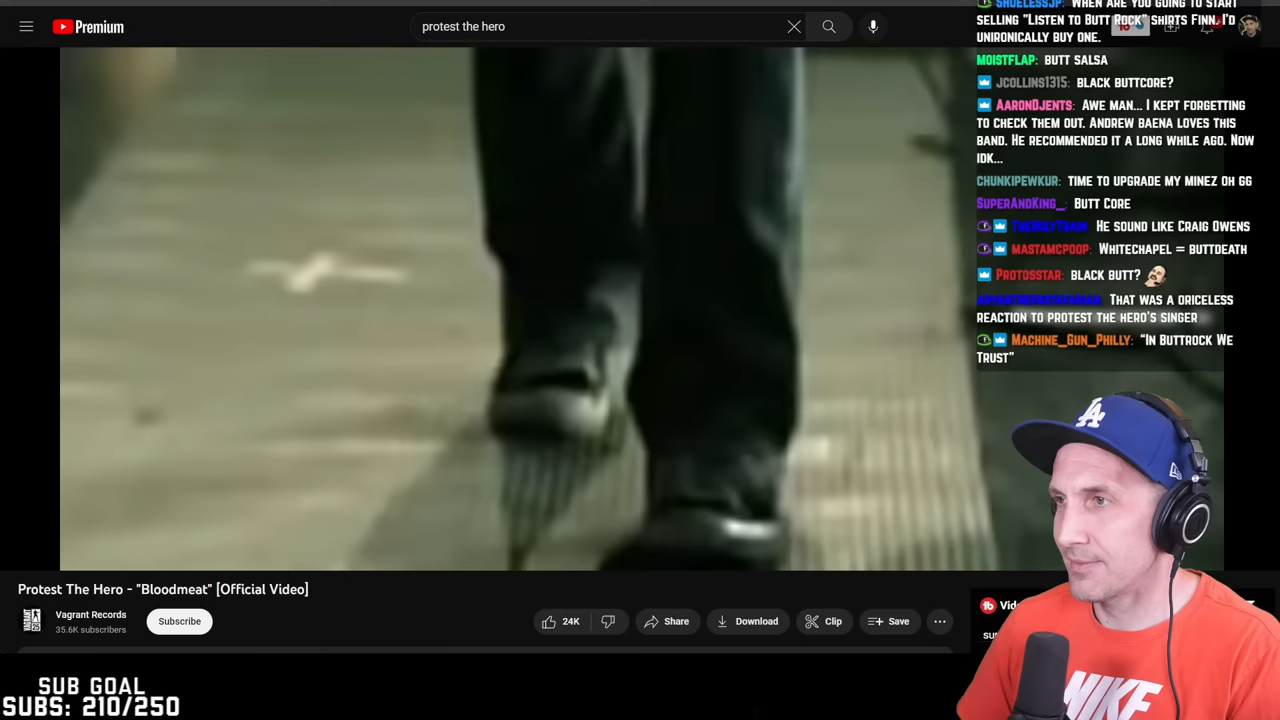 Premium
protest the hero
ShoelessJP: When are you going to start
selling "Listen to Butt Rock" shirts Finn. I'd
unironically buy one.
Moistflap: Butt salsa
jcollins1315: Black buttcore?
AaronDjents: Awe man... I kept forgetting
to check them out. Andrew Baena loves this
band. He recommended it a long while ago. Now
idk...
chunkipewkur: Time to upgrade my minez oh gg
SuperAndKing_: Butt Core
He sound like Craig Owens
mastamcpoop: Whitechapel = buttdeath
Protosstar: Black butt?
That was a oriceless
reaction to Protest the Hero's singer
Machine_Gun_Philly: "In Buttrock We
Trust"
LA
Protest The Hero - "Bloodmeat" [Official Video]
Vagrant Records
35.6K subscribers
Subscribe
24K
Share
Download
Clip
Save
Vid
SUB GOAL
SUBS: 210/250
NIKE